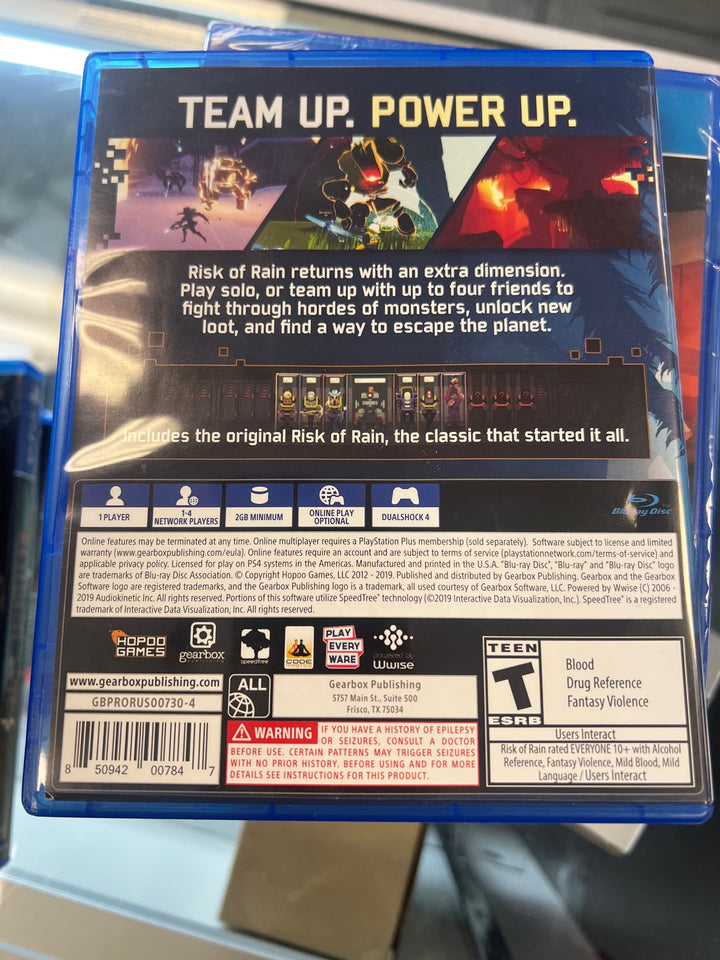 TEAM UP. POWER UP.
Risk of Rain returns with an extra dimension.
Play solo, or team up with up to four friends to
fight through hordes of monsters, unlock new
loot, and find a way to escape the planet.
Includes the original Risk of Rain, the classic that started it all.
1 PLAYER
1-4
NETWORK PLAYERS
2GB MINIMUM
ONLINE PLAY
OPTIONAL
DUALSHOCK 4
Blu-ray Disc
Online features may be terminated at any time. Online multiplayer requires a PlayStation Plus membership (sold separately). Software subject to license and limited
warranty (www.gearboxpublishing.com/eula). Online features require an account and are subject to terms of service (playstationnetwork.com/terms-of-service) and
applicable privacy policy. Licensed for play on PS4 systems in the Americas. Manufactured and printed in the U.S.A. "Blu-ray Disc", "Blu-ray" and "Blu-ray Disc" logo
are trademarks of Blu-ray Disc Association. © Copyright Hopoo Games, LLC 2012 - 2019. Published and distributed by Gearbox Publishing. Gearbox and the Gearbox
Software logo are registered trademarks, and the Gearbox Publishing logo is a trademark, all used courtesy of Gearbox Software, LLC. Powered by Wwise (C) 2006 -
2019 Audiokinetic Inc. All rights reserved. Portions of this software utilize SpeedTree® technology (©2019 Interactive Data Visualization, Inc.). SpeedTree® is a registered
trademark of Interactive Data Visualization, Inc. All rights reserved.
HOPOO
GAMES
gearbox
publishing
speedtree
CODE
PLAY
EVERY
WARE
powered by
Wwise
www.gearboxpublishing.com
GBPRORUS00730-4
8 50942 00784 7
ALL
Gearbox Publishing
5757 Main St., Suite 500
Frisco, TX 75034
WARNING IF YOU HAVE A HISTORY OF EPILEPSY
OR SEIZURES, CONSULT A DOCTOR
BEFORE USE. CERTAIN PATTERNS MAY TRIGGER SEIZURES
WITH NO PRIOR HISTORY. BEFORE USING AND FOR MORE
DETAILS SEE INSTRUCTIONS FOR THIS PRODUCT.
TEEN
T
ESRB
Blood
Drug Reference
Fantasy Violence
Users Interact
Risk of Rain rated EVERYONE 10+ with Alcohol
Reference, Fantasy Violence, Mild Blood, Mild
Language / Users Interact